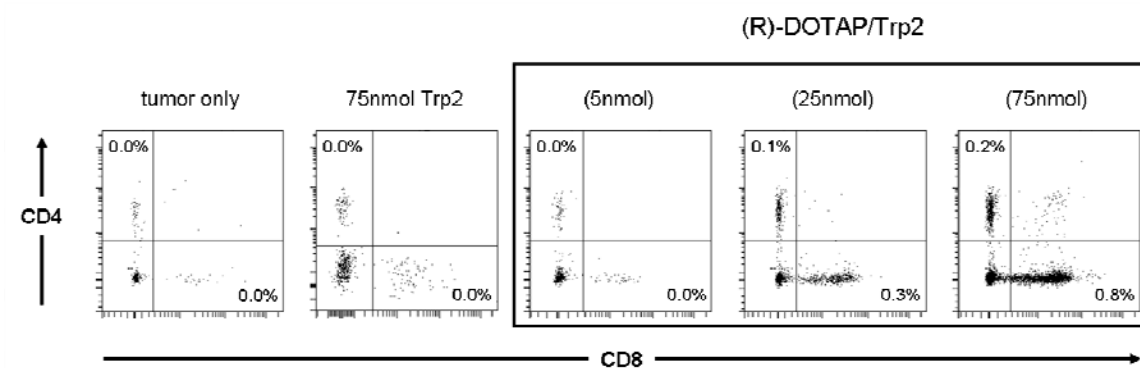 (R)-DOTAP/Trp2
tumor only 75nmol Trp2 (5nmol) (25nmol) (75nmol)
0.0% 0.0% 0.0% 0.1% 0.2%
CD4
0.0% 0.0% 0.0% 0.3% 0.8%
CD8